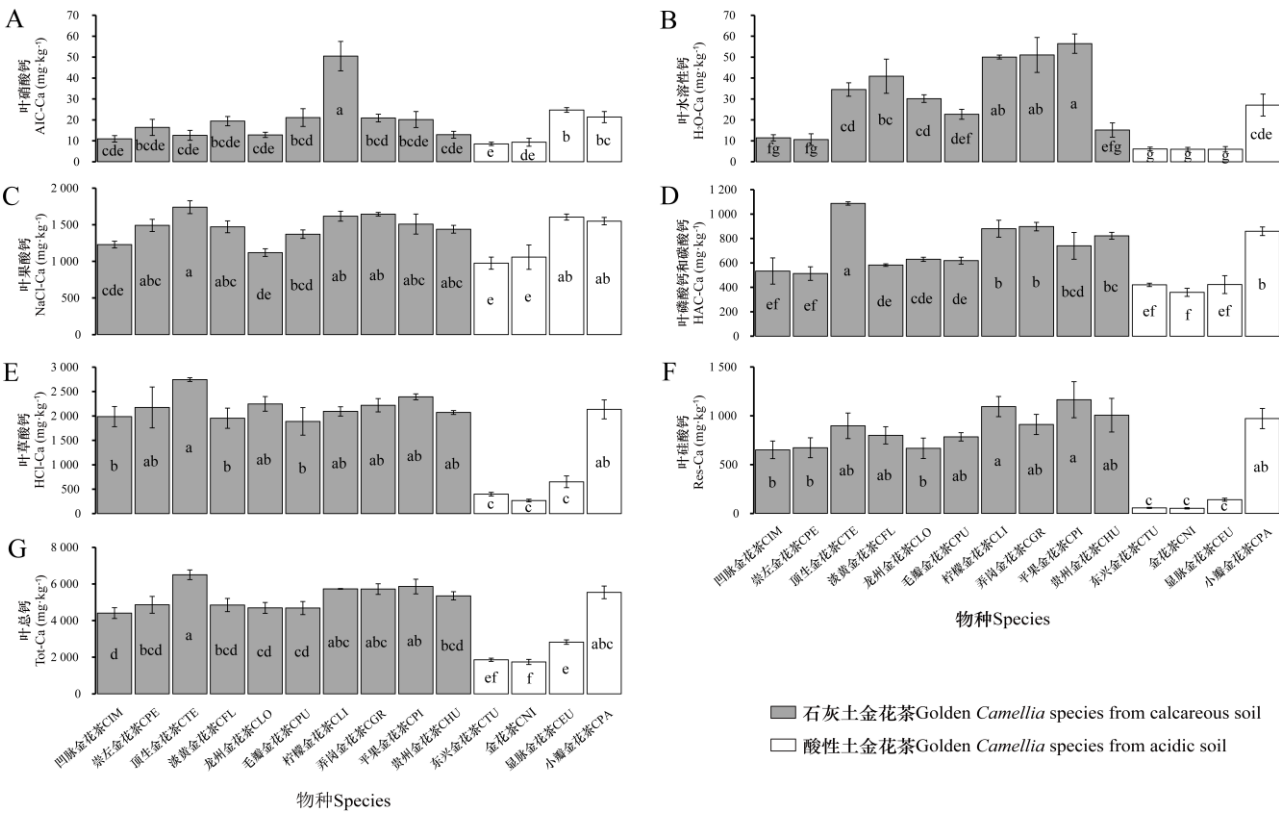 A
叶硝酸钙
AIC-Ca (mg·kg⁻¹)
70
60
50
40
30
20
10
0
cde
bcde
cde
bcde
cde
bcd
a
bcd
bcde
cde
e
de
b
bc
B
叶水溶性钙
H₂O-Ca (mg·kg⁻¹)
70
60
50
40
30
20
10
0
fg
fg
cd
bc
cd
def
ab
ab
a
efg
g
g
g
cde
C
叶果酸钙
NaCl-Ca (mg·kg⁻¹)
2 000
1 500
1 000
500
0
cde
abc
a
abc
de
bcd
ab
ab
abc
abc
e
e
ab
ab
D
叶磷酸钙和碳酸钙
HAC-Ca (mg·kg⁻¹)
1 200
1 000
800
600
400
200
0
ef
ef
a
de
cde
de
b
b
bcd
bc
ef
f
ef
b
E
叶草酸钙
HCl-Ca (mg·kg⁻¹)
3 000
2 500
2 000
1 500
1 000
500
0
b
ab
a
b
ab
b
ab
ab
ab
ab
c
c
c
ab
F
叶硅酸钙
Res-Ca (mg·kg⁻¹)
1 500
1 000
500
0
b
b
ab
ab
b
ab
a
ab
a
ab
c
c
c
ab
凹脉金花茶CIM
崇左金花茶CPE
顶生金花茶CTE
淡黄金花茶CFL
龙州金花茶CLO
毛瓣金花茶CPU
柠檬金花茶CLI
弄岗金花茶CGR
平果金花茶CPI
贵州金花茶CHU
东兴金花茶CTU
金花茶CNI
显脉金花茶CEU
小瓣金花茶CPA
物种Species
G
叶总钙
Tot-Ca (mg·kg⁻¹)
8 000
6 000
4 000
2 000
0
d
bcd
a
bcd
cd
cd
abc
abc
ab
bcd
ef
f
e
abc
凹脉金花茶CIM
崇左金花茶CPE
顶生金花茶CTE
淡黄金花茶CFL
龙州金花茶CLO
毛瓣金花茶CPU
柠檬金花茶CLI
弄岗金花茶CGR
平果金花茶CPI
贵州金花茶CHU
东兴金花茶CTU
金花茶CNI
显脉金花茶CEU
小瓣金花茶CPA
物种Species
石灰土金花茶Golden Camellia species from calcareous soil
酸性土金花茶Golden Camellia species from acidic soil